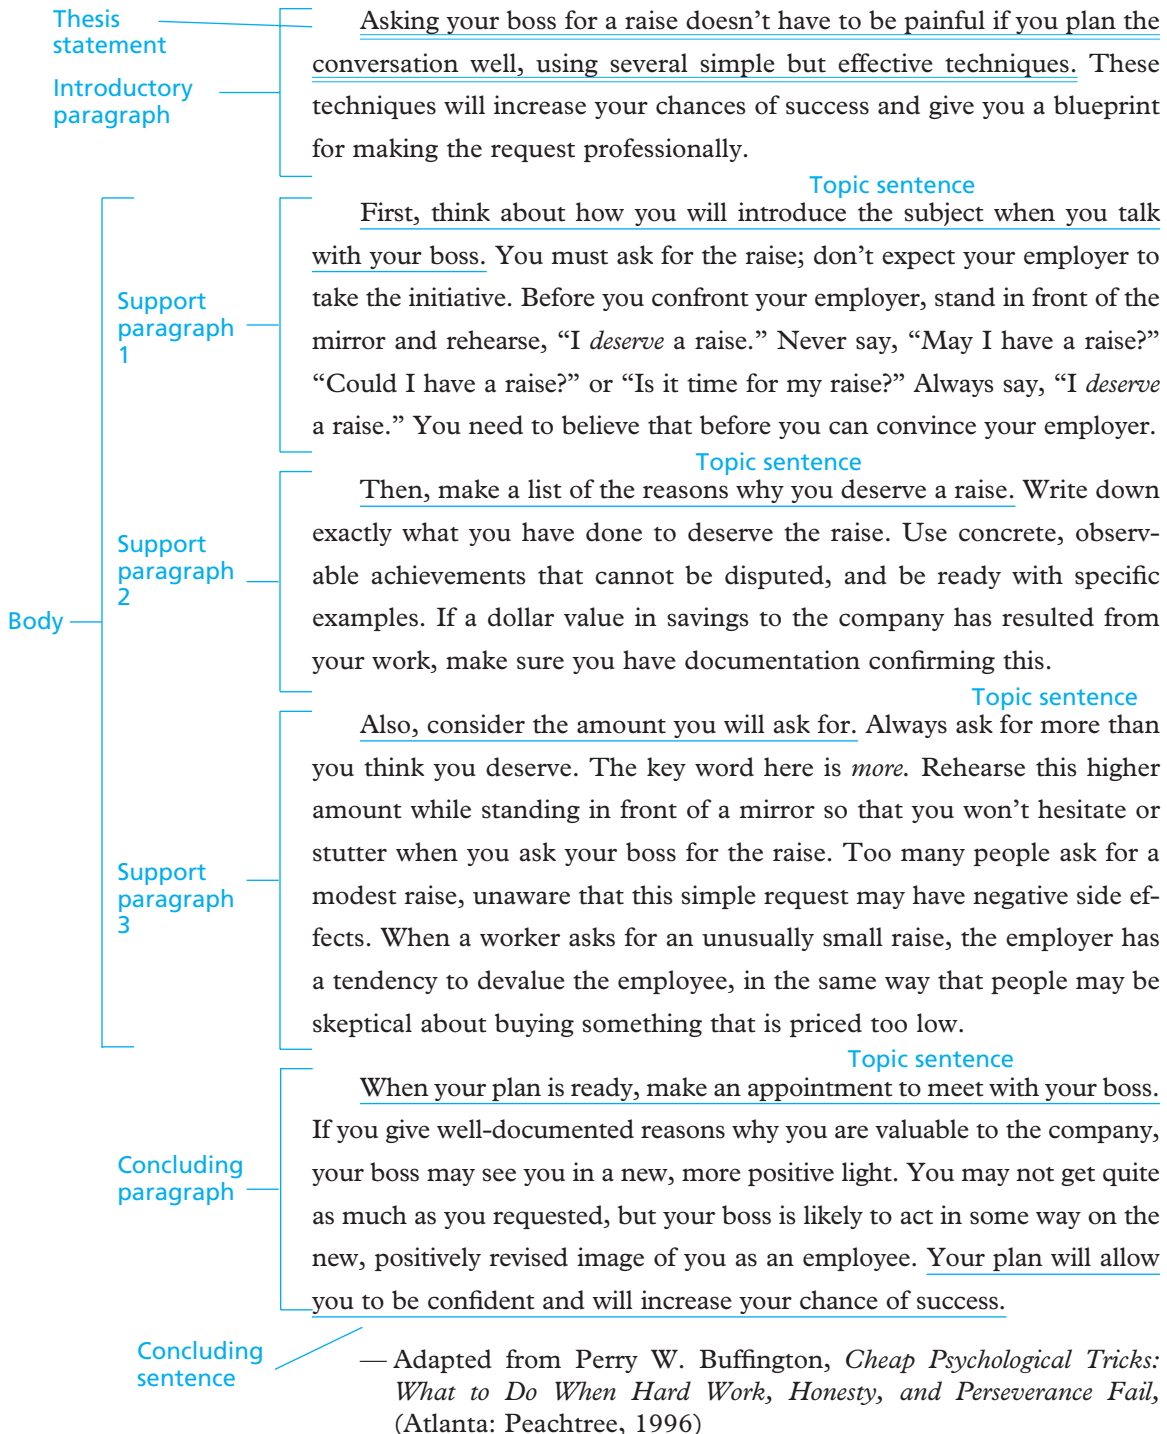 Thesis
statement
Introductory
paragraph
Asking your boss for a raise doesn’t have to be painful if you plan the
conversation well, using several simple but effective techniques. These
techniques will increase your chances of success and give you a blueprint
for making the request professionally.
Body
Support
paragraph
1
Topic sentence
First, think about how you will introduce the subject when you talk
with your boss. You must ask for the raise; don’t expect your employer to
take the initiative. Before you confront your employer, stand in front of the
mirror and rehearse, “I deserve a raise.” Never say, “May I have a raise?”
“Could I have a raise?” or “Is it time for my raise?” Always say, “I deserve
a raise.” You need to believe that before you can convince your employer.
Support
paragraph
2
Topic sentence
Then, make a list of the reasons why you deserve a raise. Write down
exactly what you have done to deserve the raise. Use concrete, observ-
able achievements that cannot be disputed, and be ready with specific
examples. If a dollar value in savings to the company has resulted from
your work, make sure you have documentation confirming this.
Support
paragraph
3
Topic sentence
Also, consider the amount you will ask for. Always ask for more than
you think you deserve. The key word here is more. Rehearse this higher
amount while standing in front of a mirror so that you won’t hesitate or
stutter when you ask your boss for the raise. Too many people ask for a
modest raise, unaware that this simple request may have negative side ef-
fects. When a worker asks for an unusually small raise, the employer has
a tendency to devalue the employee, in the same way that people may be
skeptical about buying something that is priced too low.
Concluding
paragraph
Topic sentence
When your plan is ready, make an appointment to meet with your boss.
If you give well-documented reasons why you are valuable to the company,
your boss may see you in a new, more positive light. You may not get quite
as much as you requested, but your boss is likely to act in some way on the
new, positively revised image of you as an employee. Your plan will allow
you to be confident and will increase your chance of success.
Concluding
sentence
— Adapted from Perry W. Buffington, Cheap Psychological Tricks:
What to Do When Hard Work, Honesty, and Perseverance Fail,
(Atlanta: Peachtree, 1996)